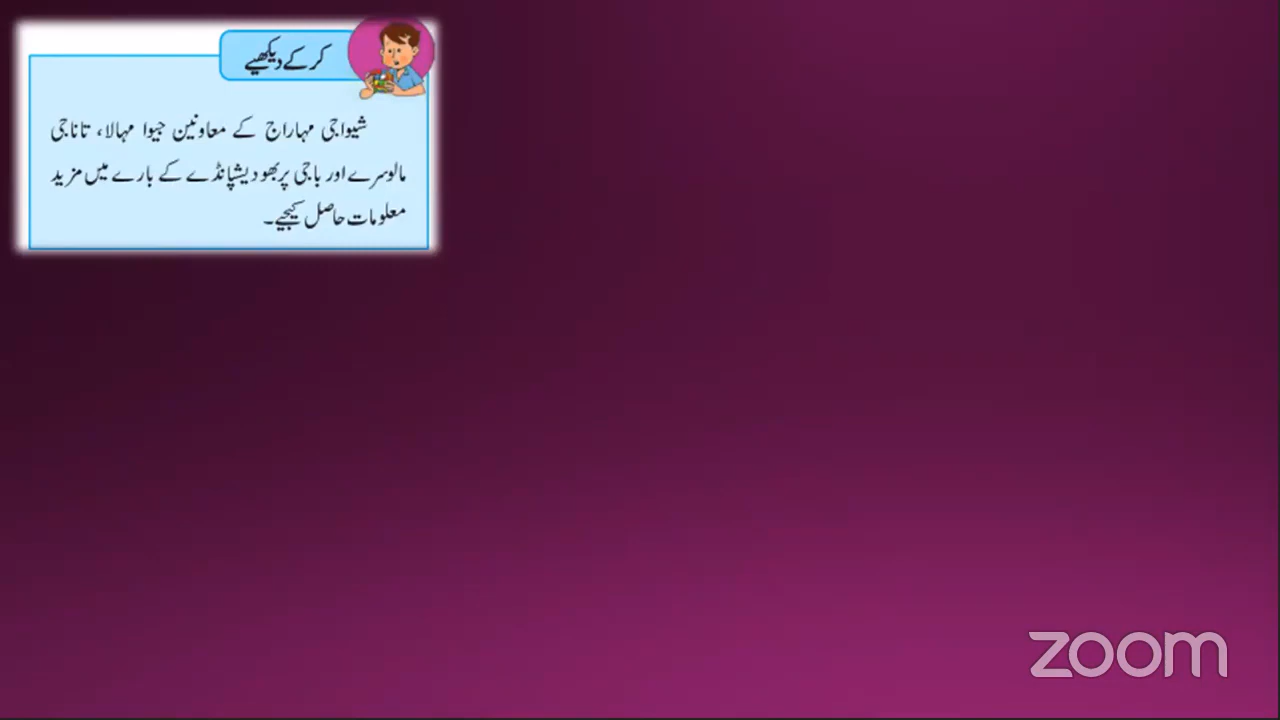 کر کے دیکھیے
شیواجی مہاراج کے معاونین جیوا مہالا، تاناجی
مالوسرے اور باجی پربھو دیشپانڈے کے بارے میں مزید
معلومات حاصل کیجیے۔
zoom